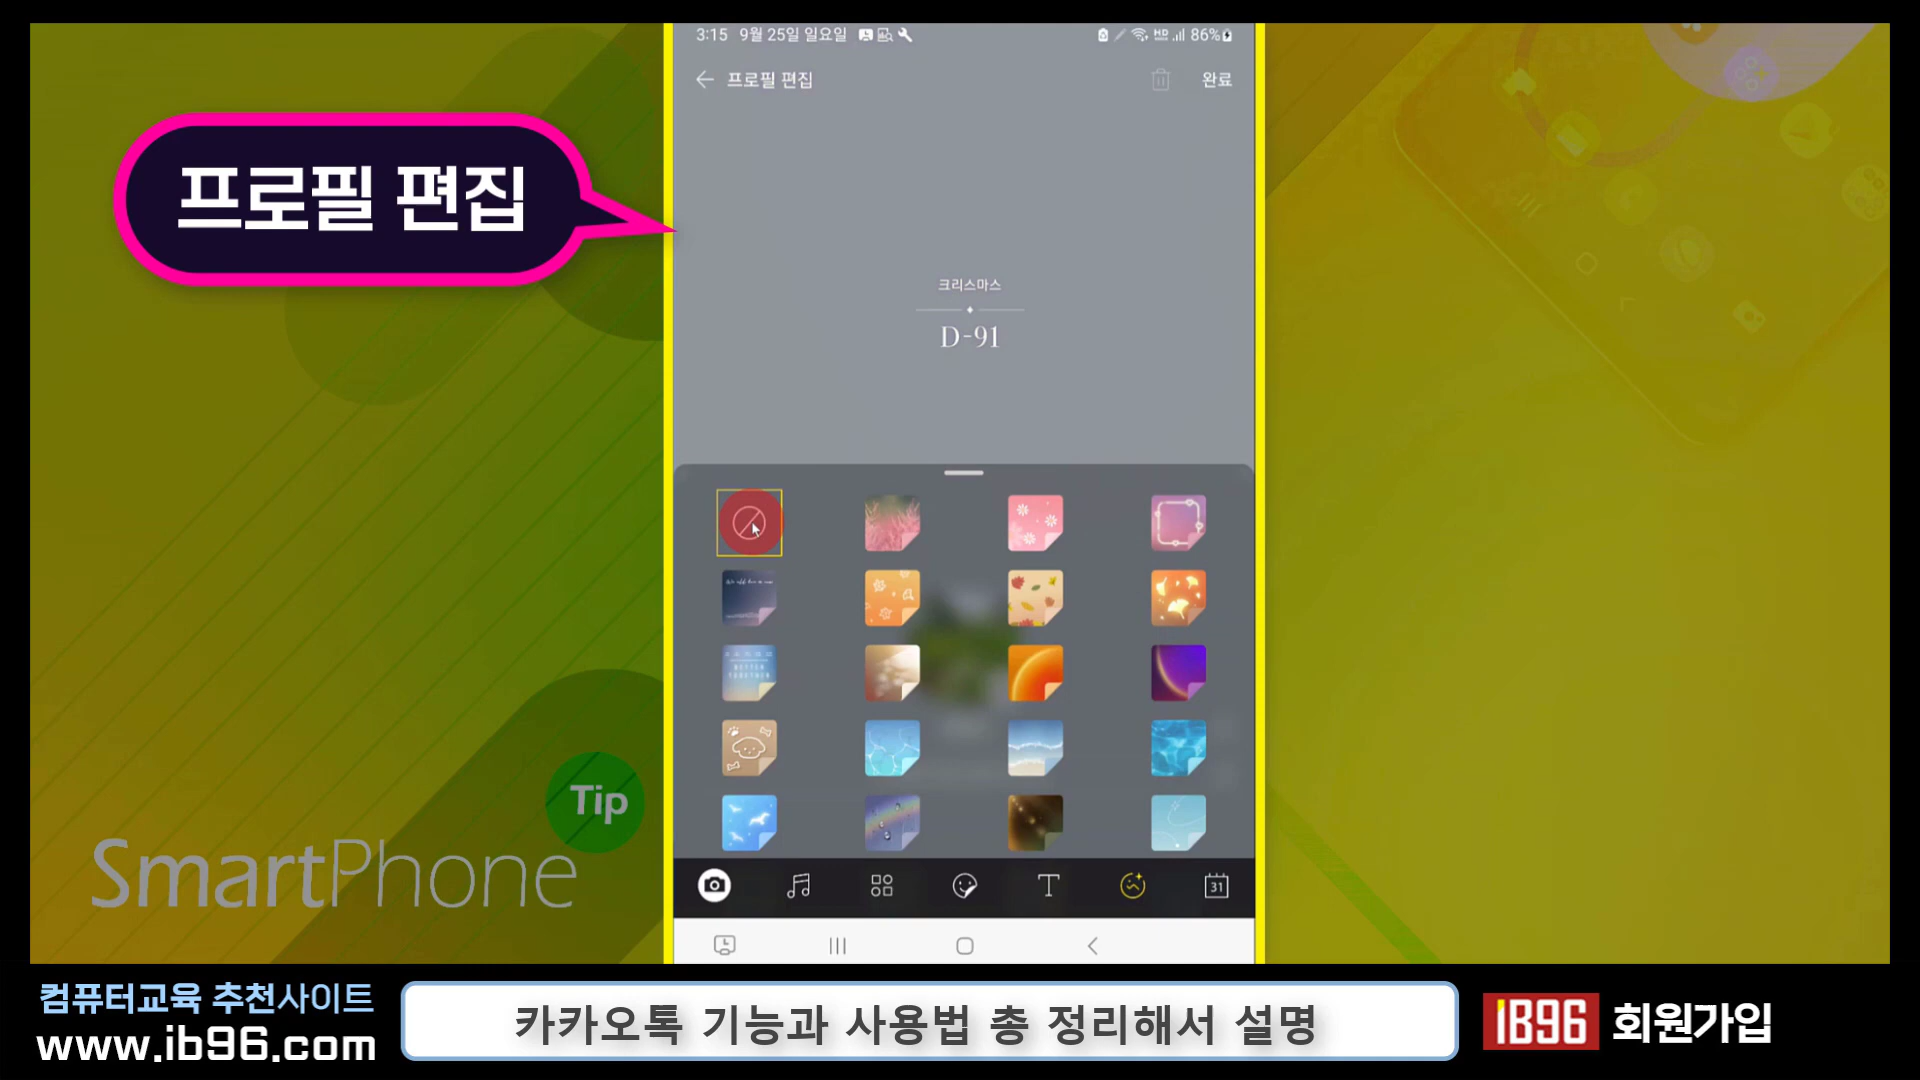 3:15 9월 25일 일요일
86%
프로필 편집
완료
프로필 편집
크리스마스
D-91
BETTER
TOGETHER
Tip
SmartPhone
T
31
컴퓨터교육 추천사이트
www.ib96.com
카카오톡 기능과 사용법 총 정리해서 설명
IB96 회원가입